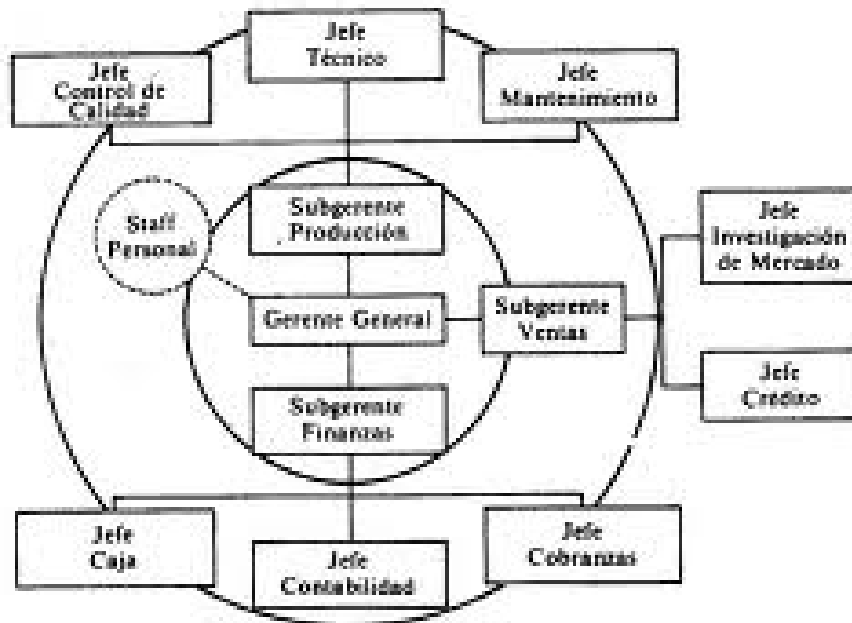 Jefe
Técnico
Jefe
Control de
Calidad
Jefe
Mantenimiento
Staff
Personal
Subgerente
Producción
Jefe
Investigación
de Mercado
Gerente General
Subgerente
Ventas
Jefe
Crédito
Subgerente
Finanzas
Jefe
Caja
Jefe
Contabilidad
Jefe
Cobranzas